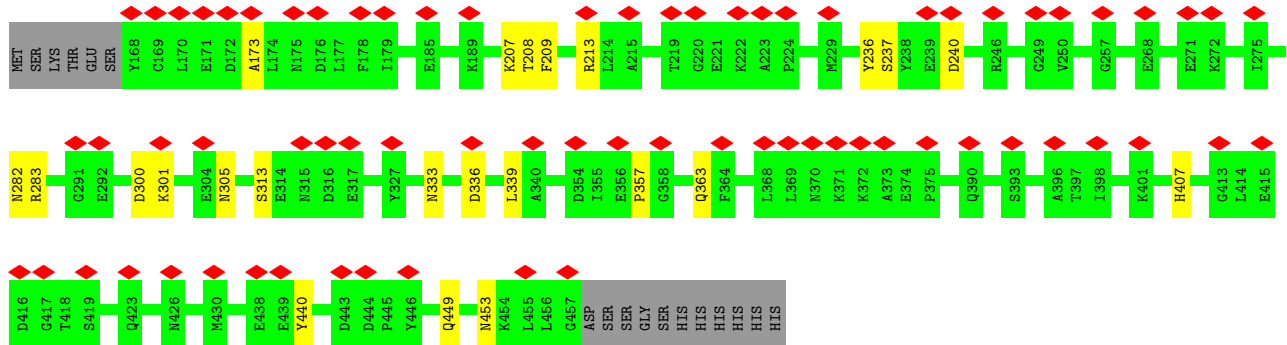 MET SER LYS THR GLU SER Y168 C169 L170 E171 D172 A173 L174 N175 D176 L177 F178 I179 E185 K189 K207 T208 F209 R213 L214 A215 T219 G220 E221 K222 A223 P224 M229 Y236 S237 Y238 E239 D240 R246 G249 V250 G257 E268 E271 K272 I275
N282 R283 G291 E292 D300 K301 E304 N305 S313 E314 N315 D316 E317 Y327 N333 D336 L339 A340 D354 I355 E356 P357 G358 Q363 F364 L368 L369 N370 K371 K372 A373 E374 P375 Q390 S393 A396 T397 I398 K401 H407 G413 L414 E415
D416 G417 T418 S419 Q423 N426 M430 E438 E439 Y440 D443 D444 P445 Y446 Q449 N453 K454 L455 L456 G457 ASP SER SER GLY SER HIS HIS HIS HIS HIS HIS